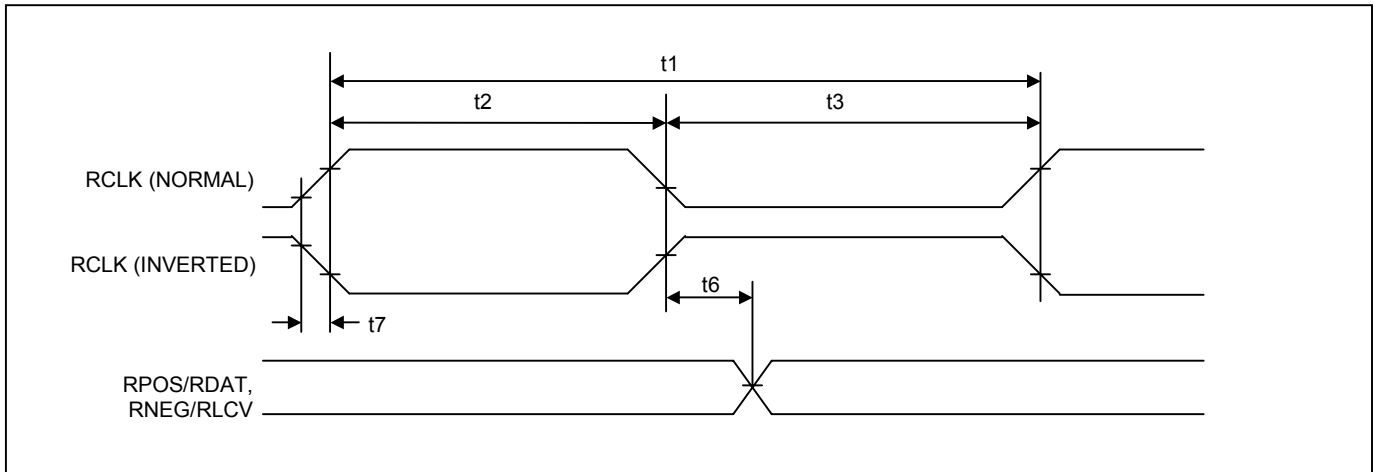 t1
t2
t3
RCLK (NORMAL)
RCLK (INVERTED)
t6
t7
RPOS/RDAT,
RNEG/RLCV